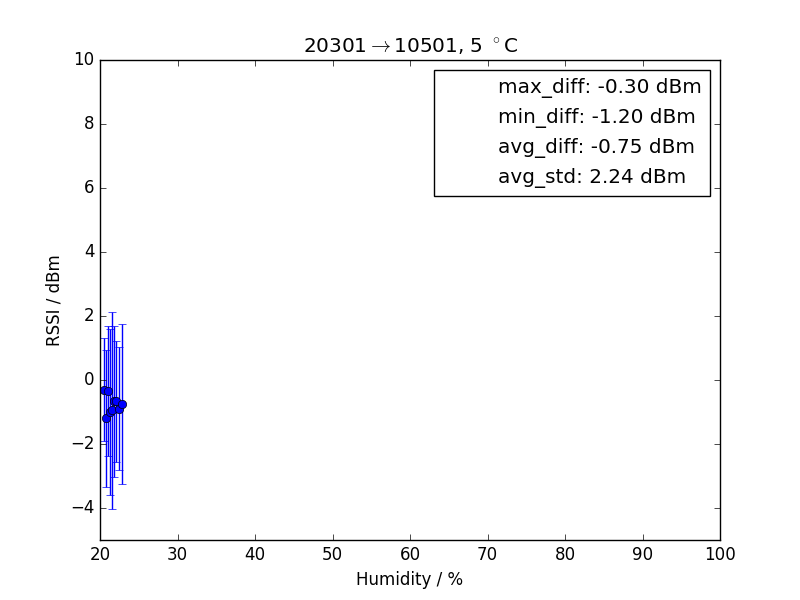 20301→10501, 5 °C
max_diff: -0.30 dBm
min_diff: -1.20 dBm
avg_diff: -0.75 dBm
avg_std: 2.24 dBm
RSSI / dBm
10
8
6
4
2
0
−2
−4
20 30 40 50 60 70 80 90 100
Humidity / %